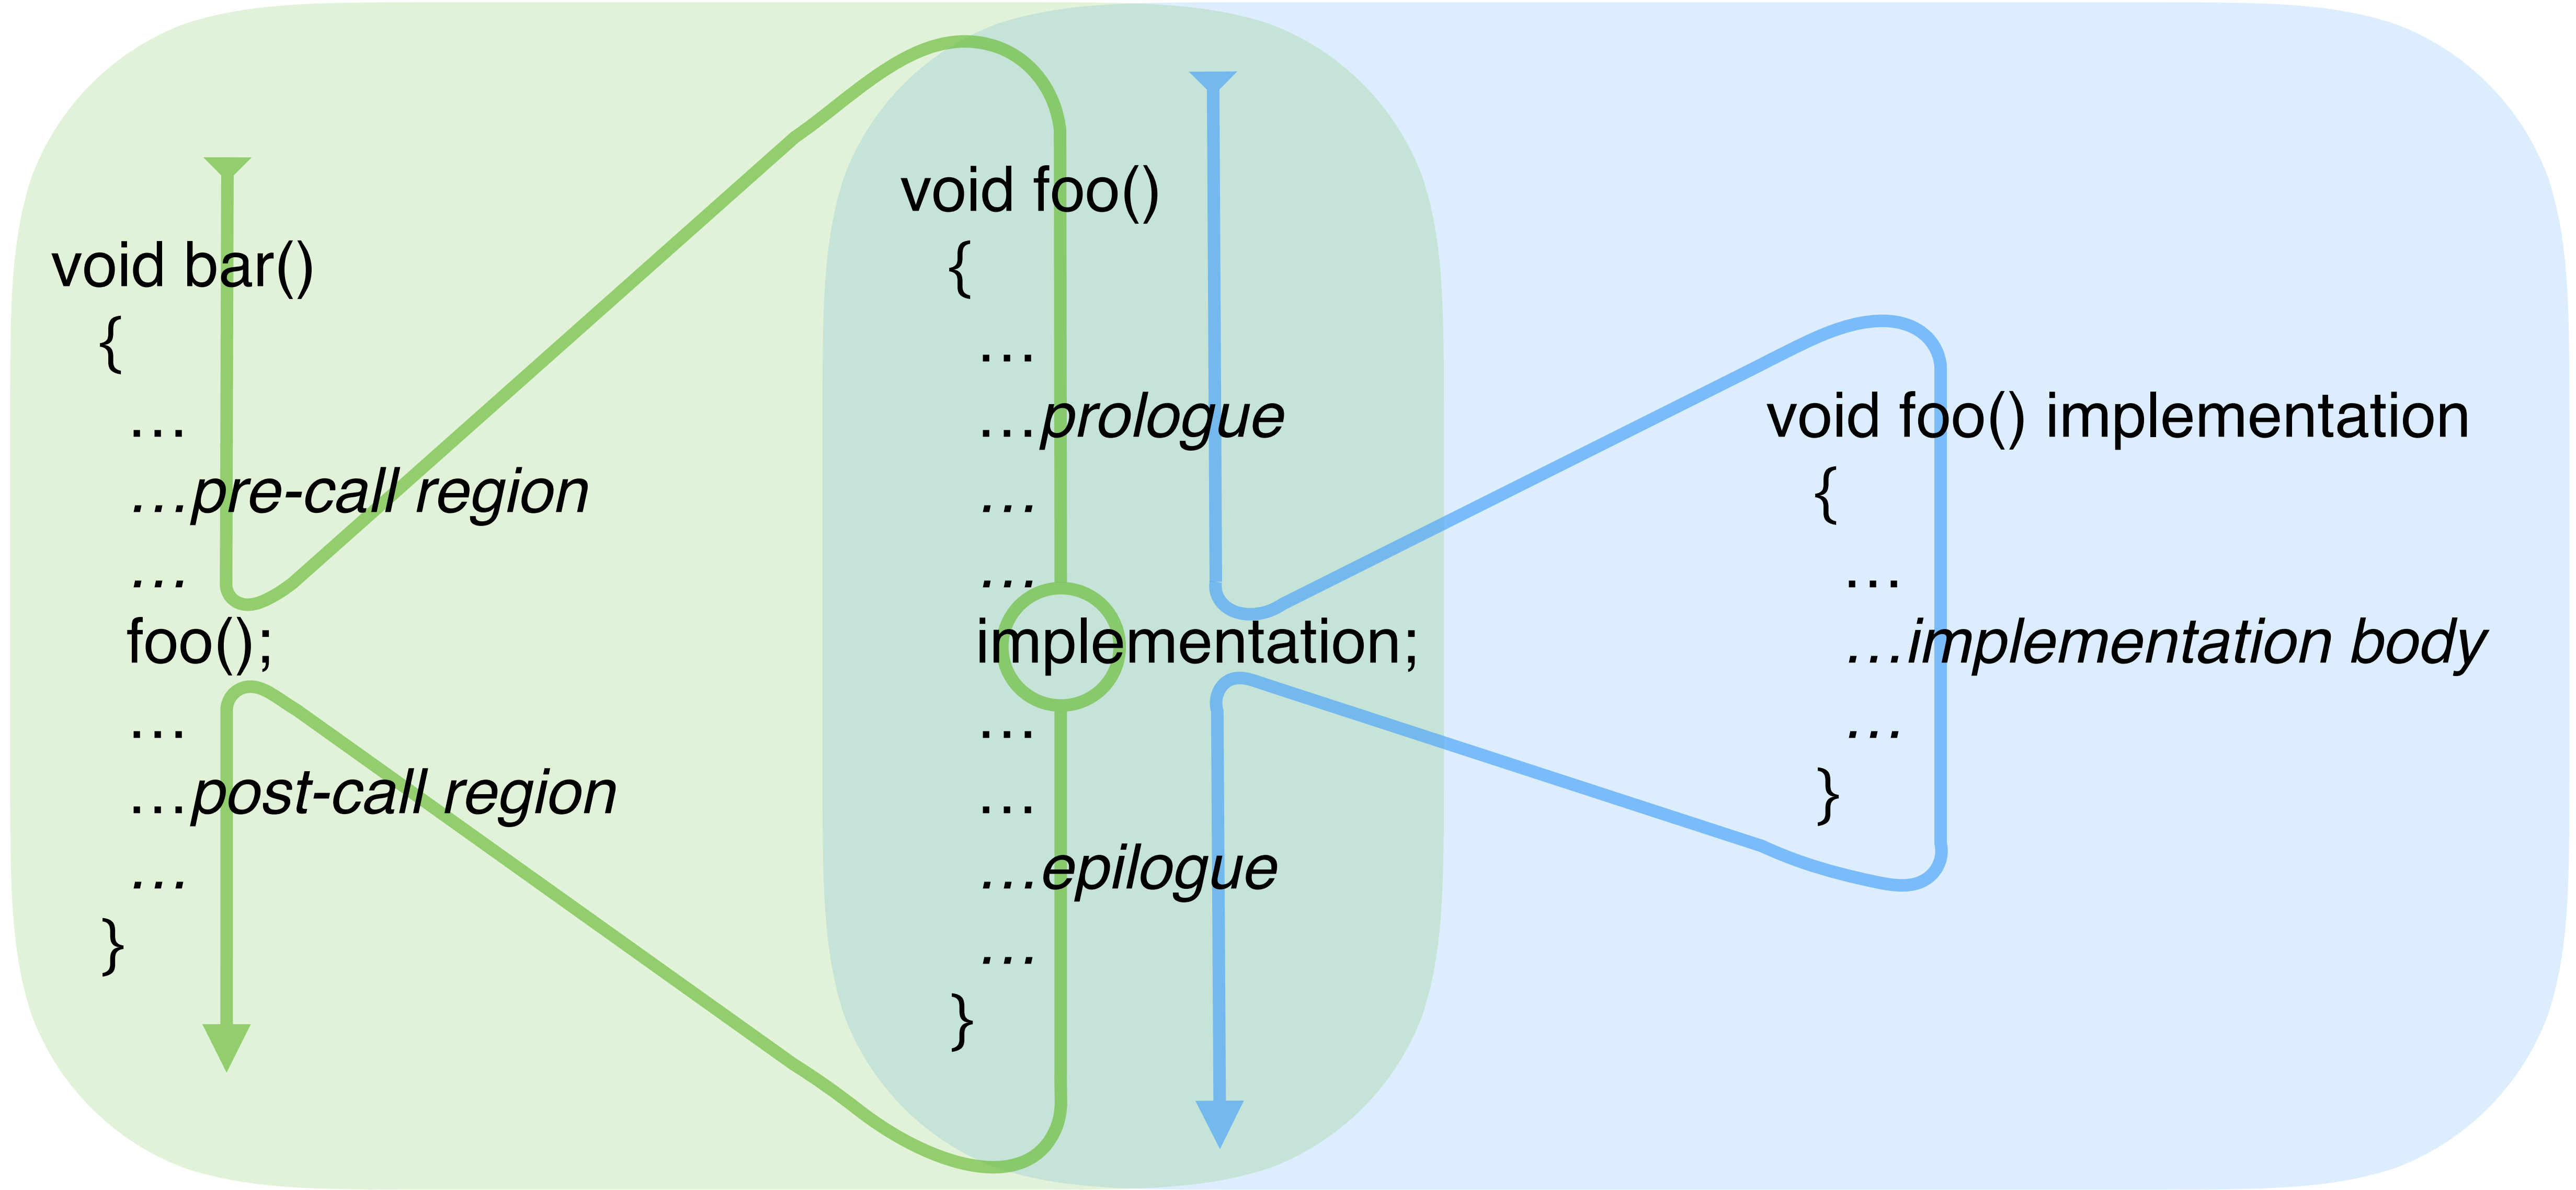 void bar()
{
…
…pre-call region
…
foo();
…
…post-call region
…
}
void foo()
{
…
…prologue
…
…
implementation;
…
…
…epilogue
…
}
void foo() implementation
{
…
…implementation body
…
}